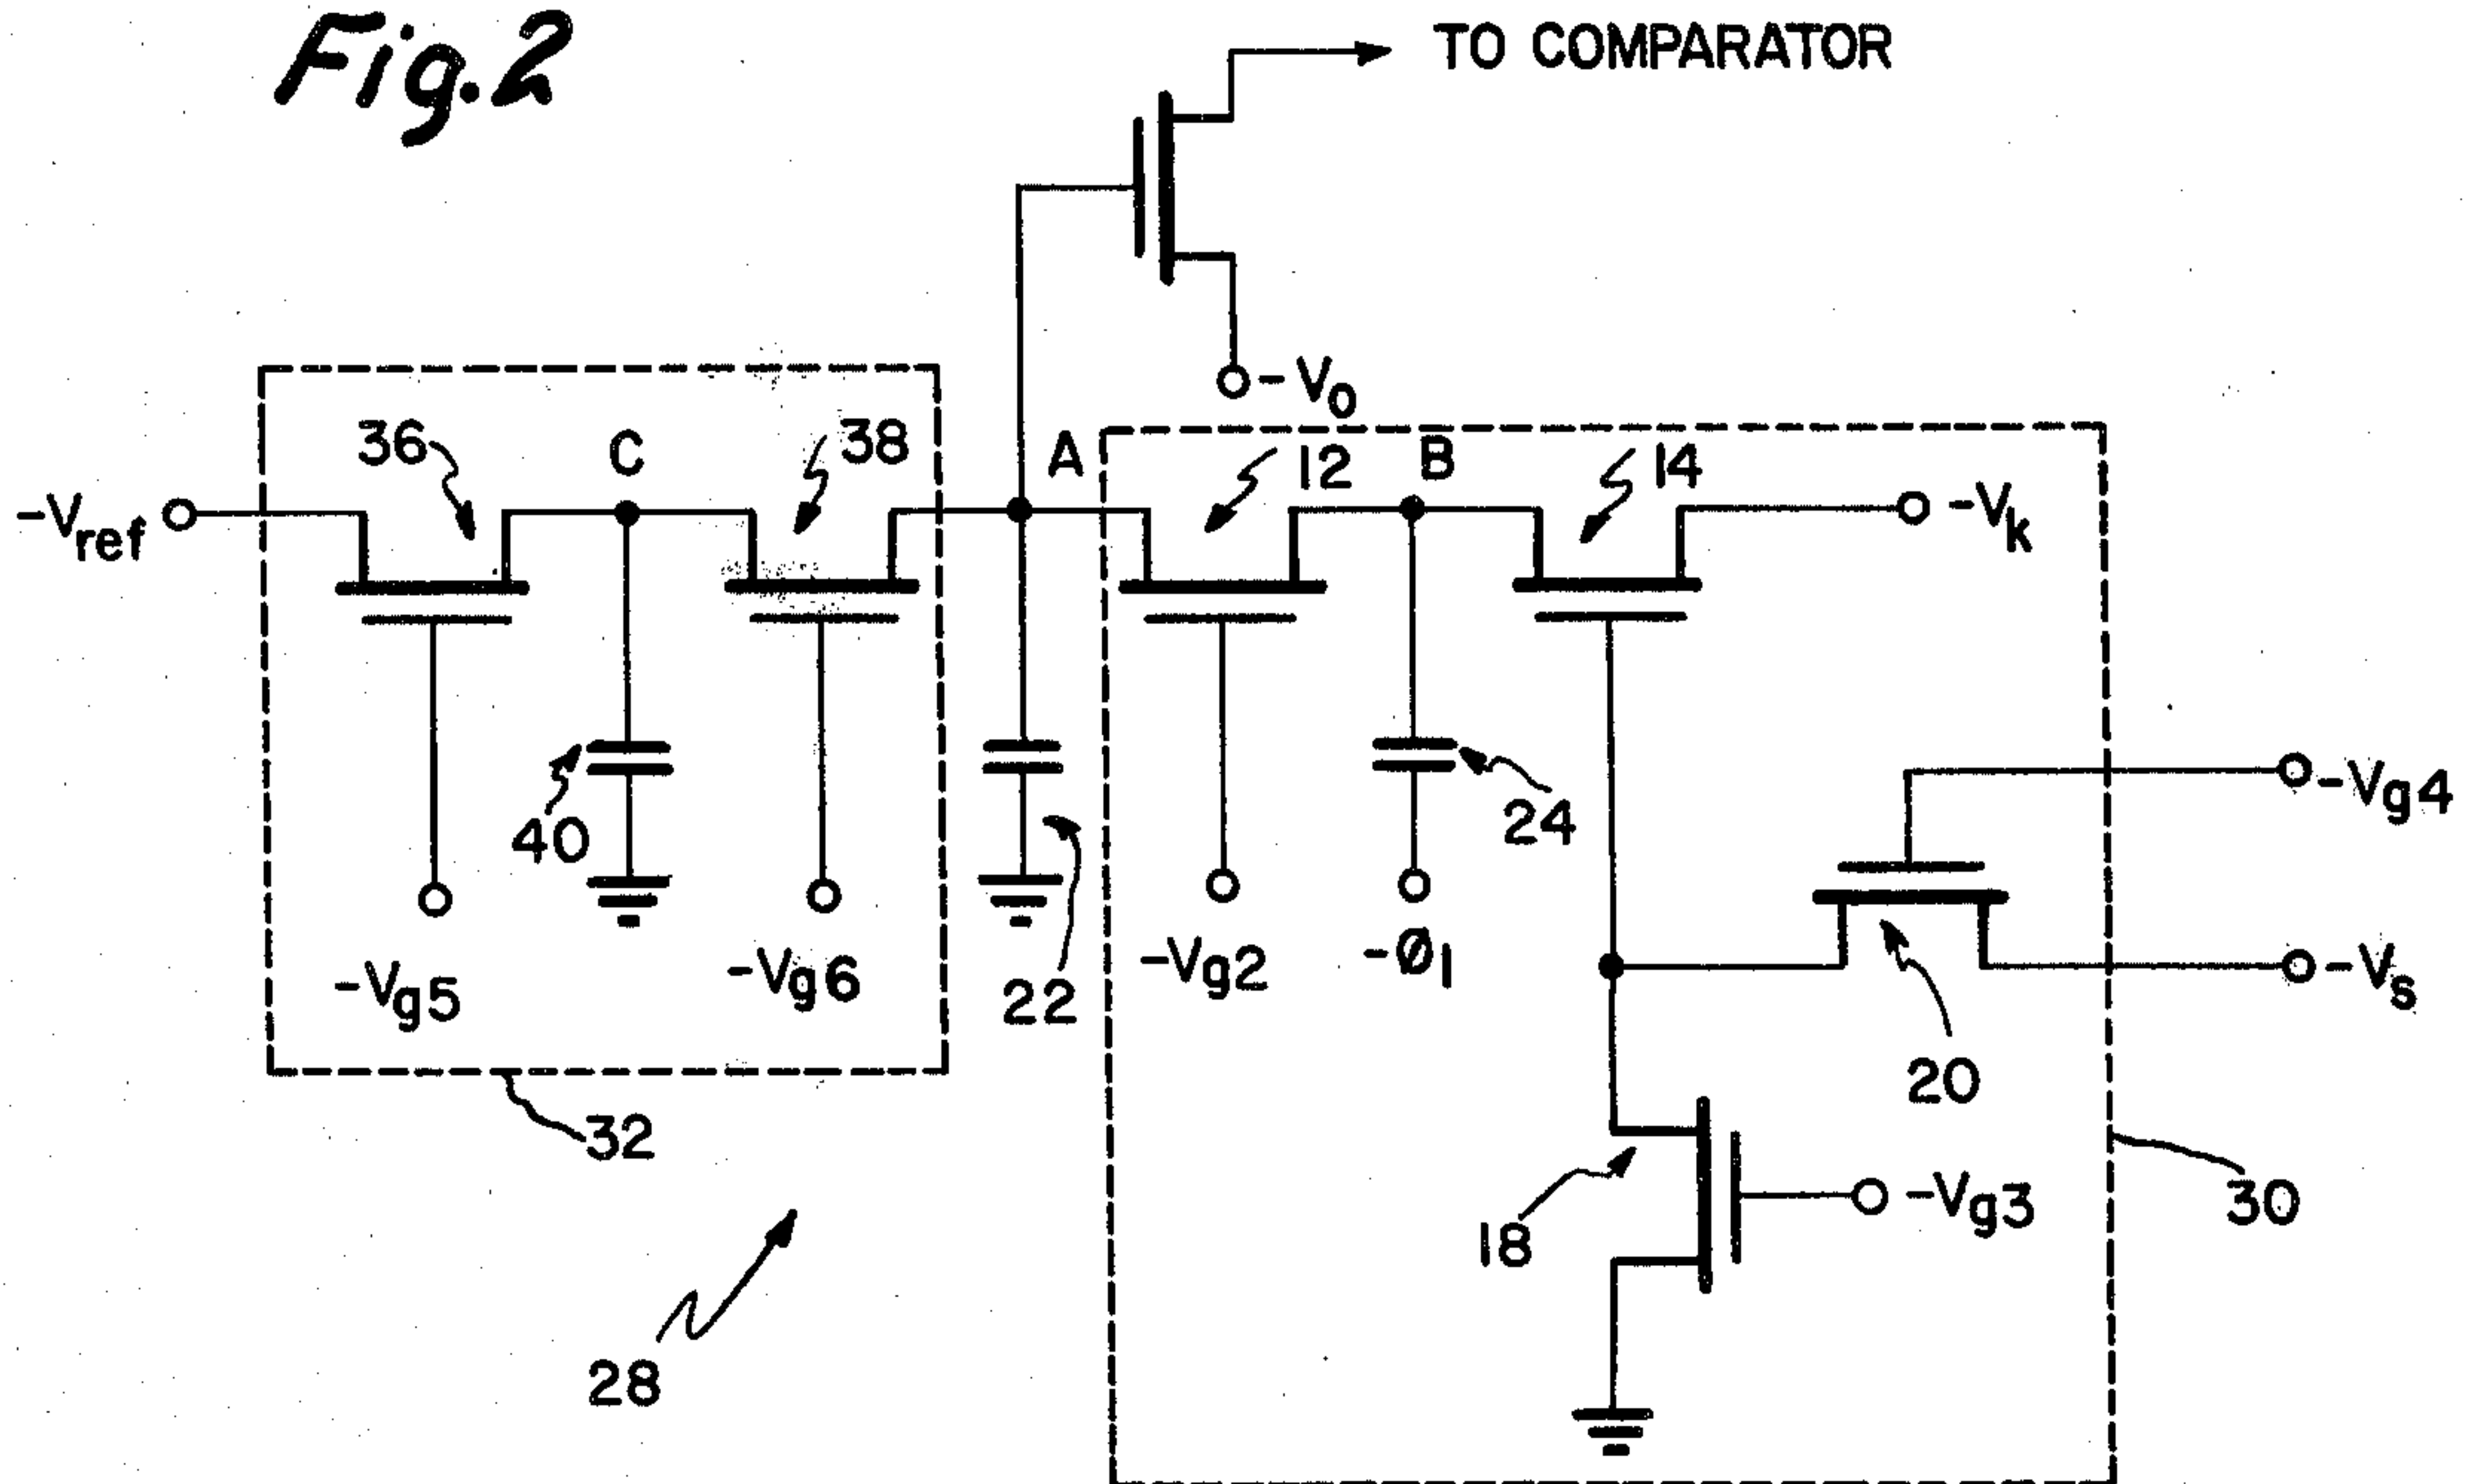 Fig.2
TO COMPARATOR
-Vo
36
C
38
A
12
B
14
-Vref
-Vk
40
24
-Vg4
-Vg5
-Vg6
22
-Vg2
-Ø1
-Vs
20
32
18
-Vg3
30
28